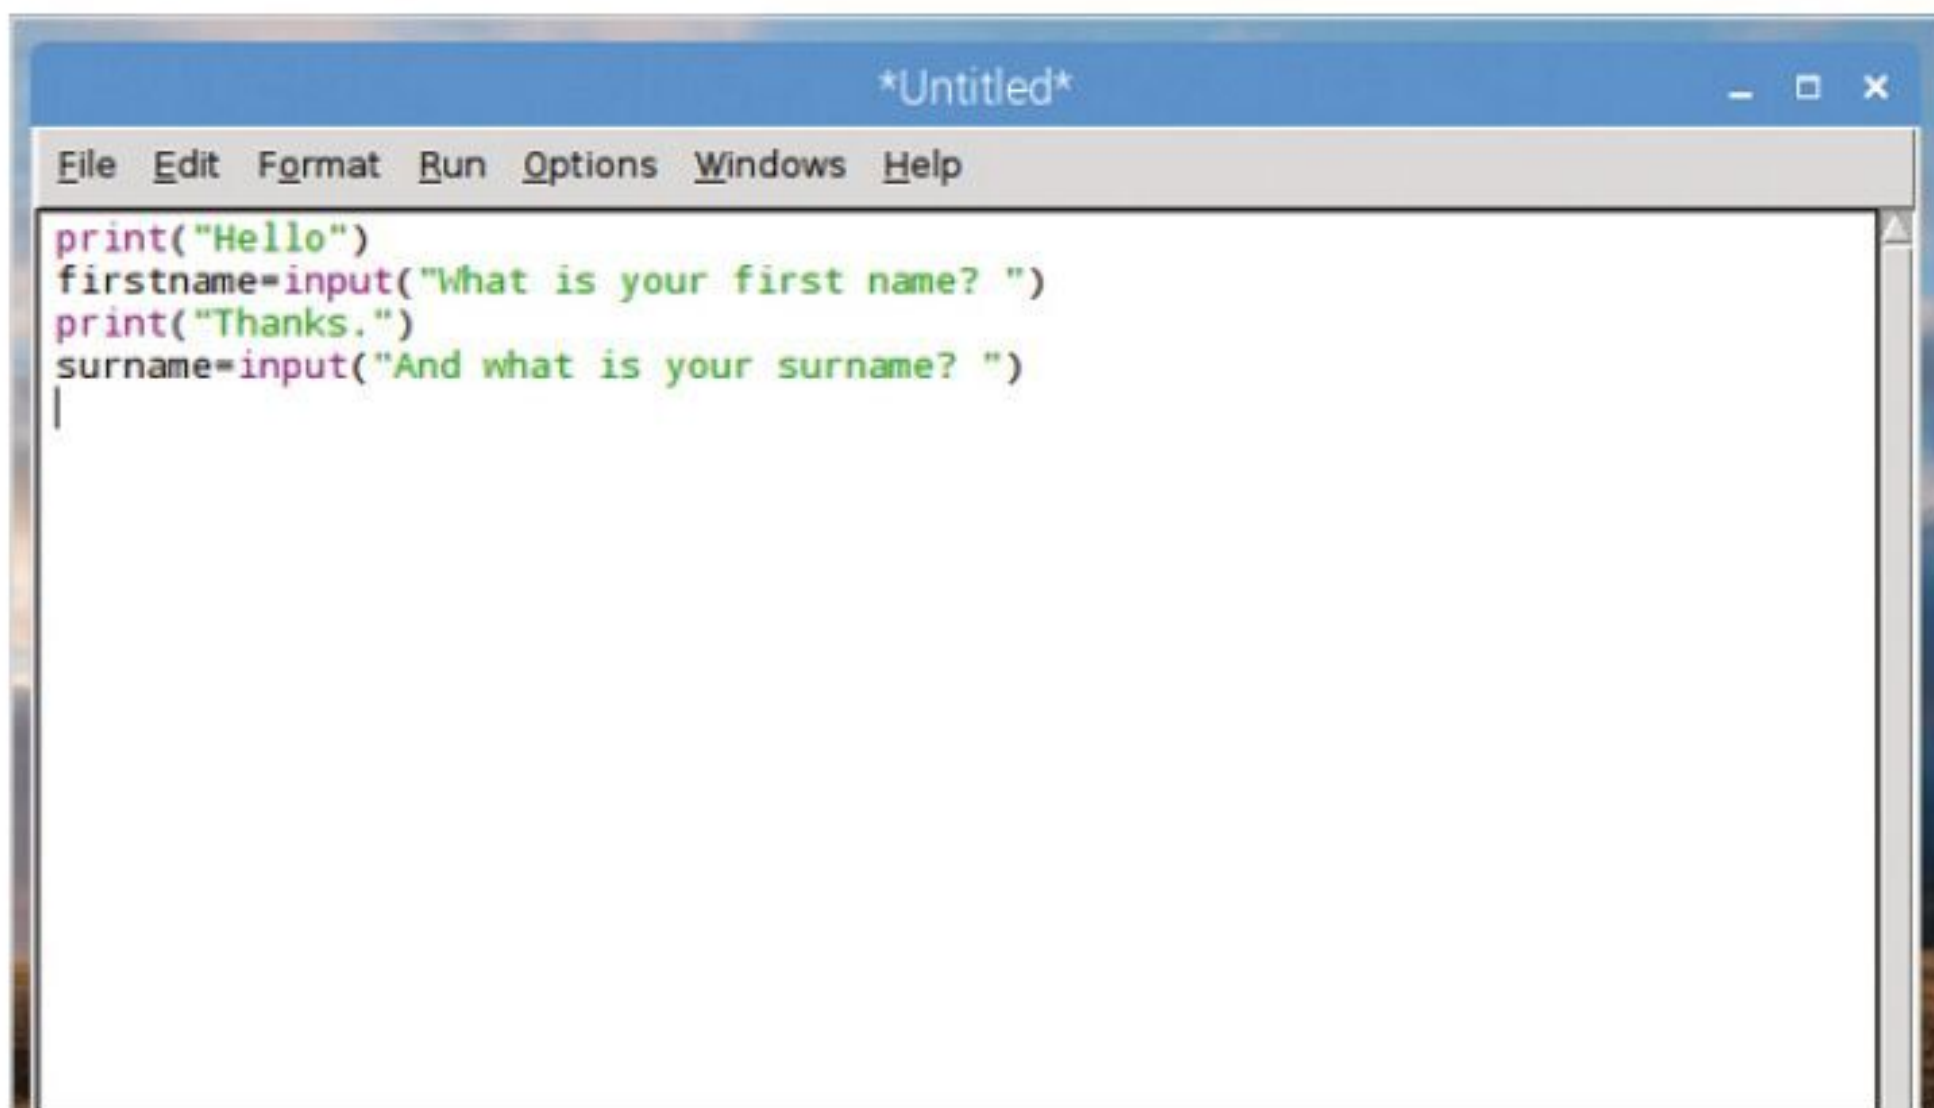 *Untitled*
File Edit Format Run Options Windows Help
print("Hello")
firstname=input("What is your first name? ")
print("Thanks.")
surname=input("And what is your surname? ")